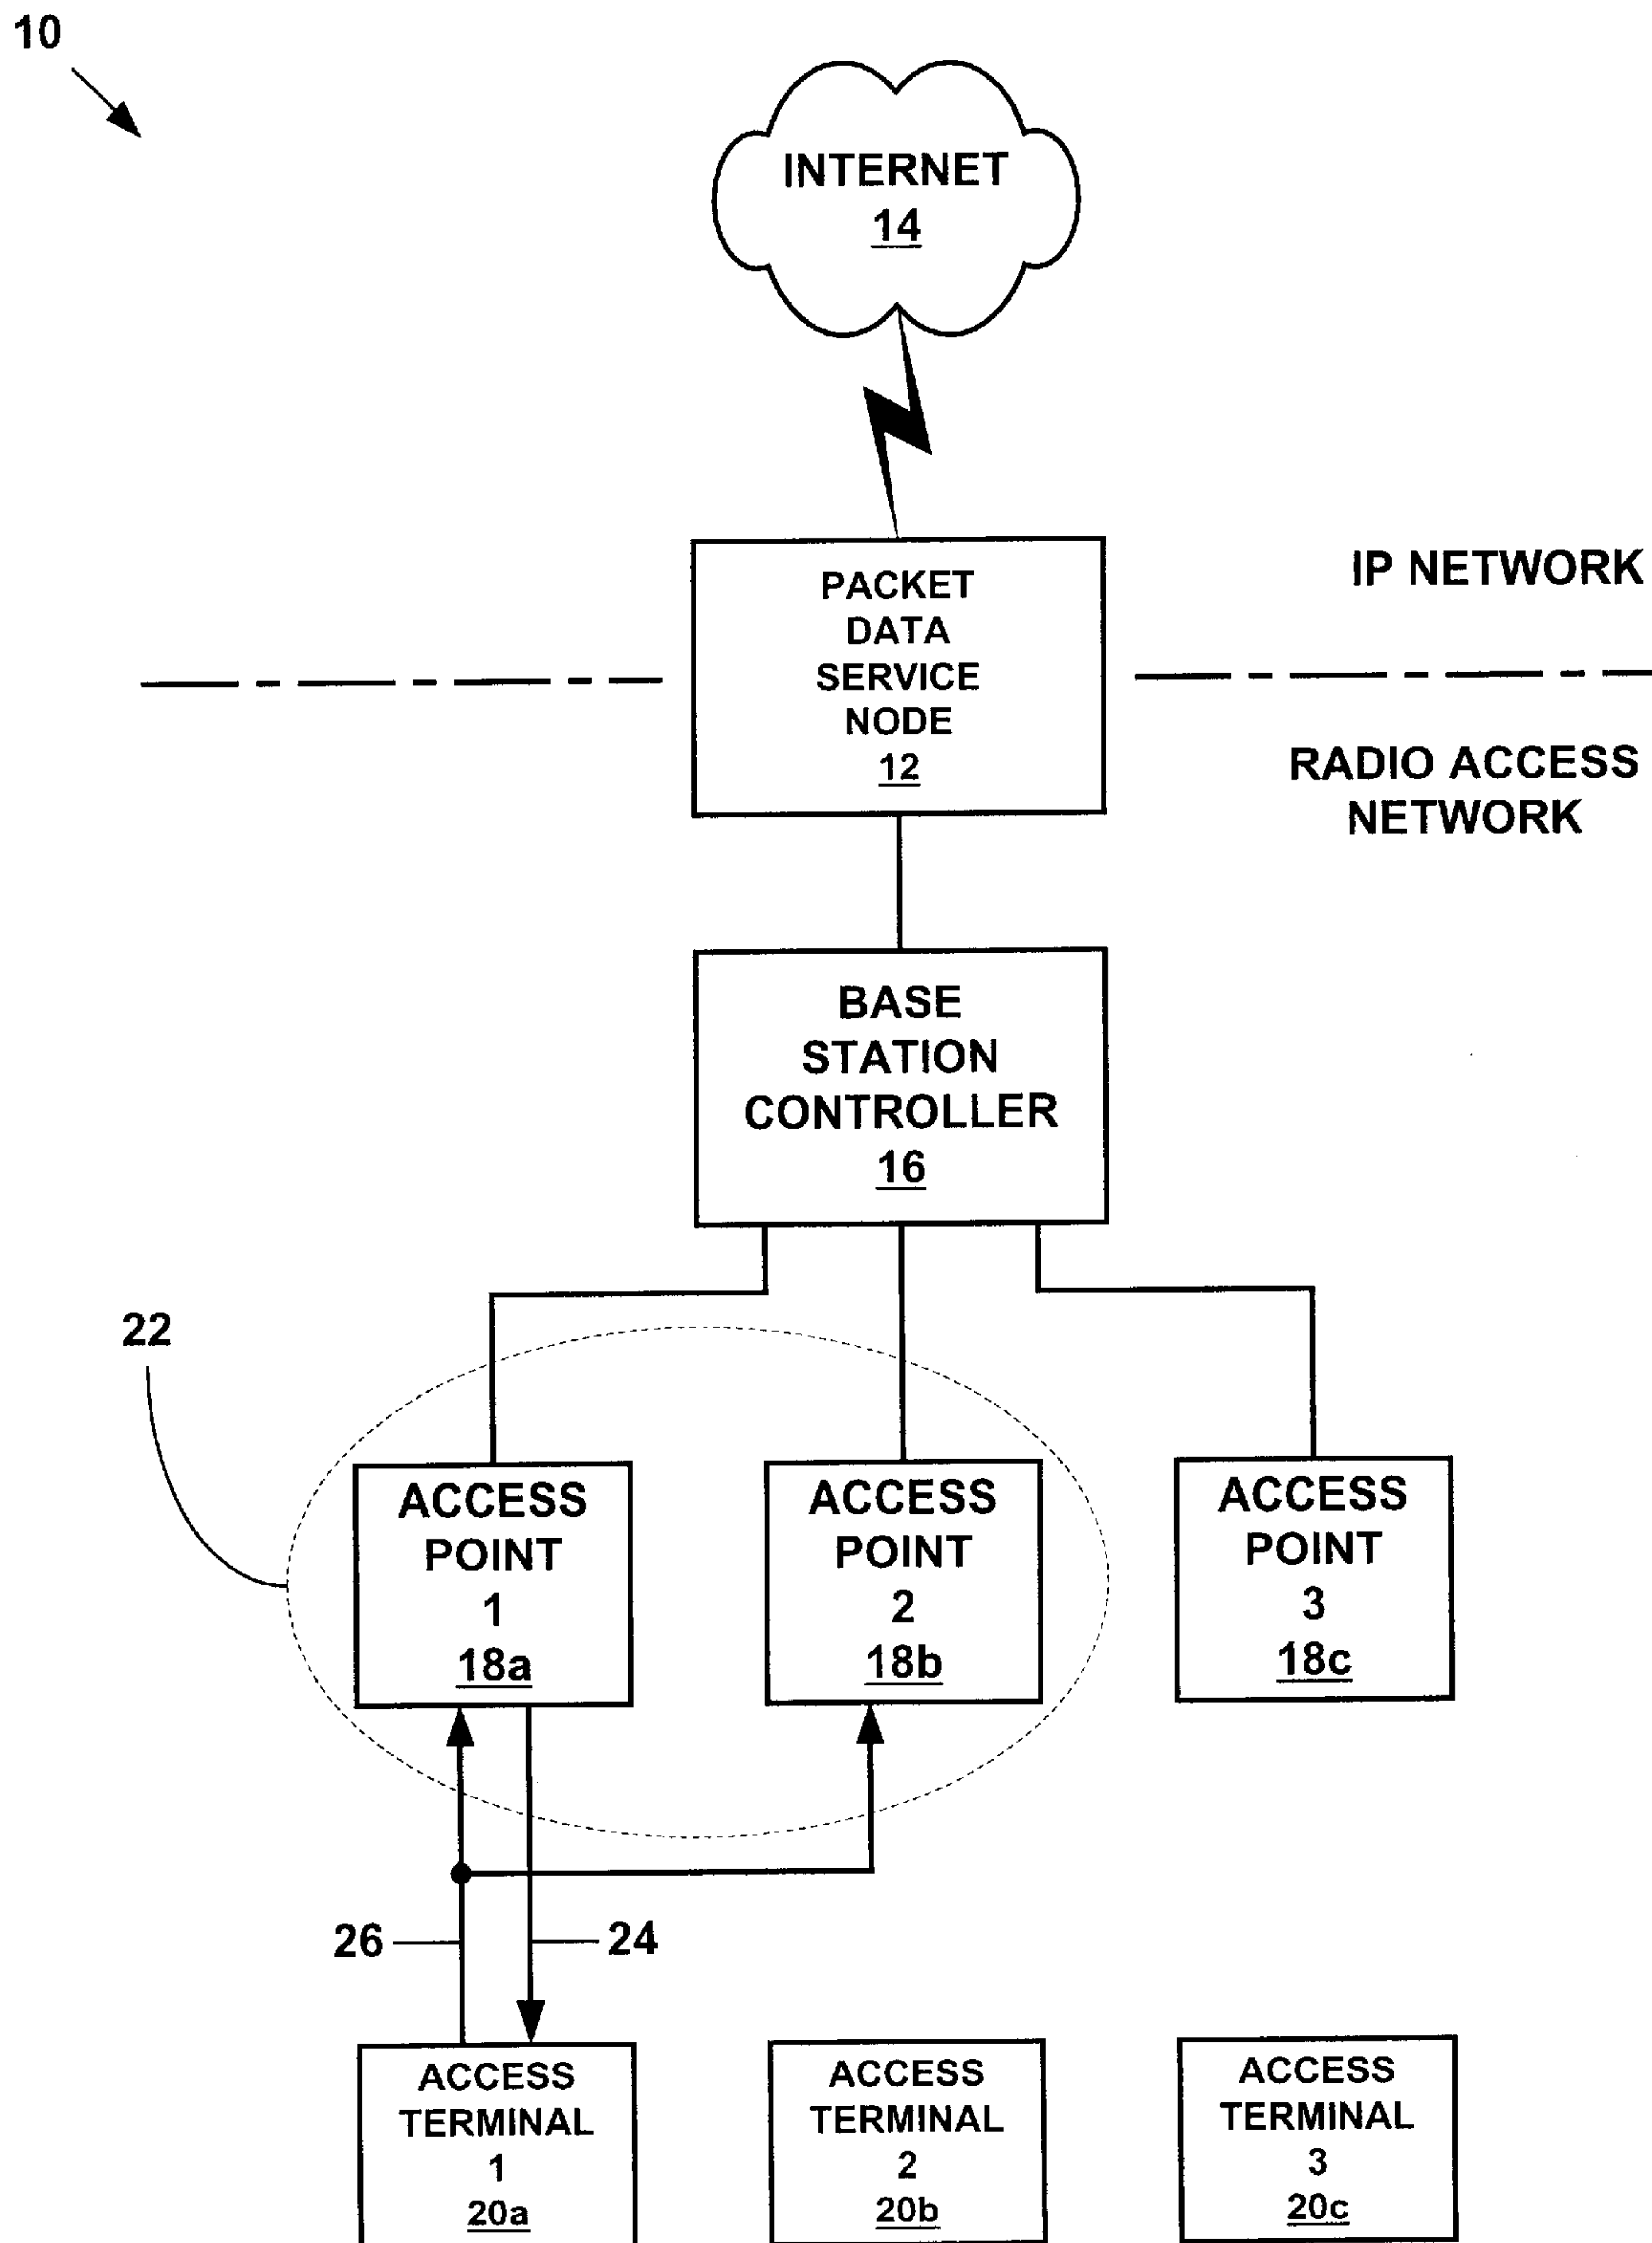 10
INTERNET
14
PACKET
DATA
SERVICE
NODE
12
IP NETWORK
RADIO ACCESS
NETWORK
BASE
STATION
CONTROLLER
16
22
ACCESS
POINT
1
18a
ACCESS
POINT
2
18b
ACCESS
POINT
3
18c
26
24
ACCESS
TERMINAL
1
20a
ACCESS
TERMINAL
2
20b
ACCESS
TERMINAL
3
20c